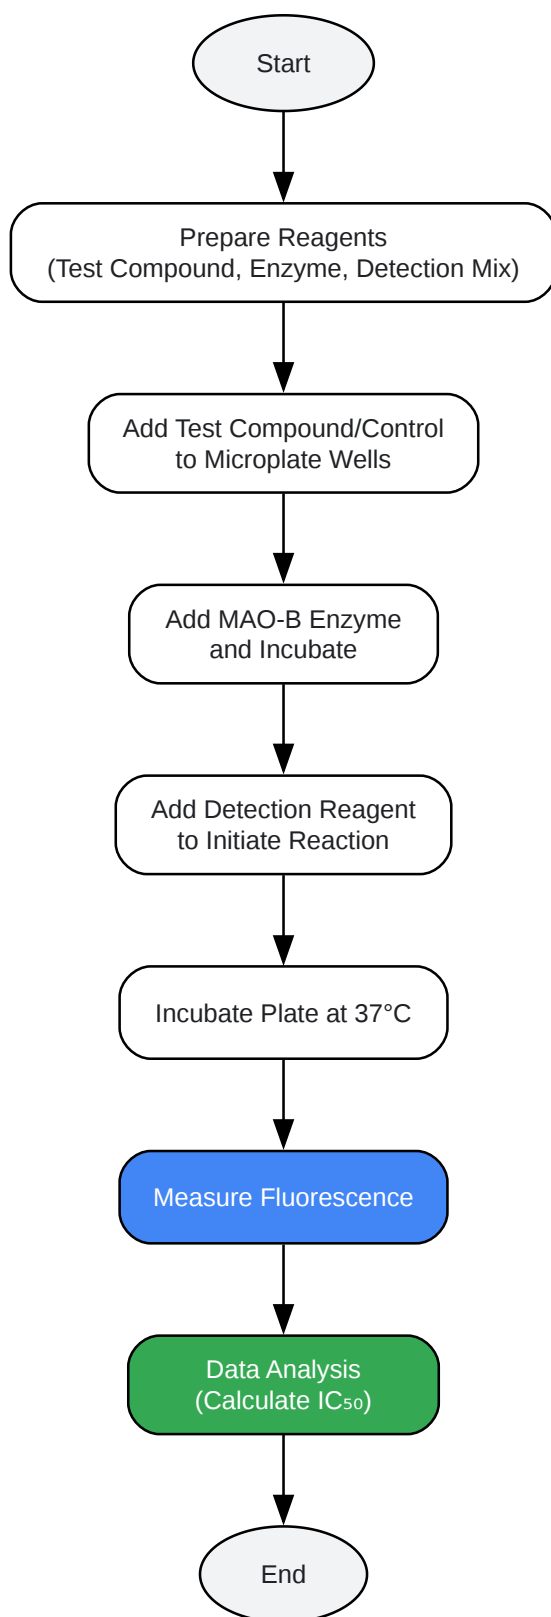 Start
Prepare Reagents
(Test Compound, Enzyme, Detection Mix)
Add Test Compound/Control
to Microplate Wells
Add MAO-B Enzyme
and Incubate
Add Detection Reagent
to Initiate Reaction
Incubate Plate at 37°C
Measure Fluorescence
Data Analysis
(Calculate IC₅₀)
End